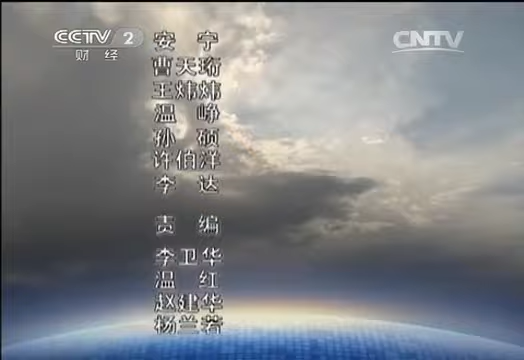 CCTV 2
财经
CNTV
安 宁
曹天珩
王炜炜
温 峥
孙 硕
许伯洋
李 达
责 编
李卫华
温 红
赵建华
杨兰若